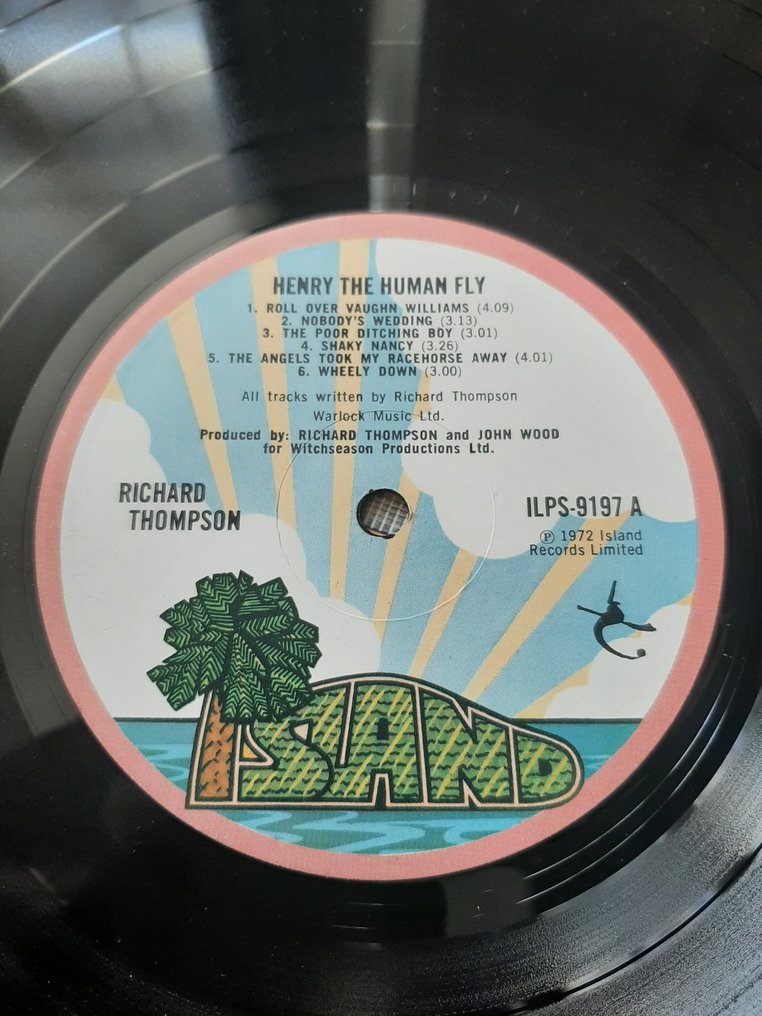 HENRY THE HUMAN FLY
1. ROLL OVER VAUGHN WILLIAMS (4.09)
2. NOBODY'S WEDDING (3.13)
3. THE POOR DITCHING BOY (3.01)
4. SHAKY NANCY (3.26)
5. THE ANGELS TOOK MY RACEHORSE AWAY (4.01)
6. WHEELY DOWN (3.00)
All tracks written by Richard Thompson
Warlock Music Ltd.
Produced by: RICHARD THOMPSON and JOHN WOOD
for Witchseason Productions Ltd.
RICHARD
THOMPSON
ILPS-9197 A
Ⓟ 1972 Island
Records Limited
ISLAND